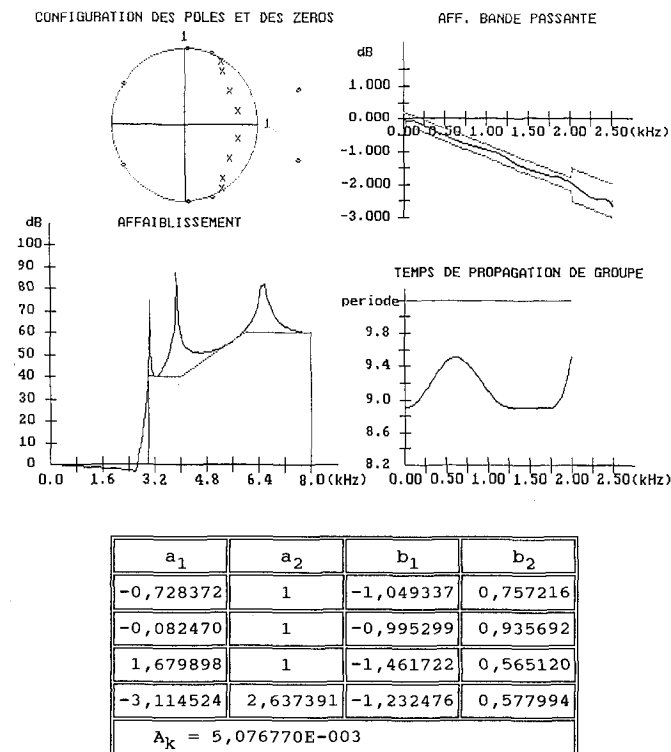 CONFIGURATION DES POLES ET DES ZEROS
1
1
AFF. BANDE PASSANTE
dB
1.000
0.000
0.00 0.50 1.00 1.50 2.00 2.50(kHz)
-1.000
-2.000
-3.000
AFFAIBLISSEMENT
dB
100
90
80
70
60
50
40
30
20
10
0
0.0 1.6 3.2 4.8 6.4 8.0(kHz)
TEMPS DE PROPAGATION DE GROUPE
periode
9.8
9.4
9.0
8.6
8.2
0.00 0.50 1.00 1.50 2.00 2.50(kHz)
a1 a2 b1 b2
-0,728372 1 -1,049337 0,757216
-0,082470 1 -0,995299 0,935692
1,679898 1 -1,461722 0,565120
-3,114524 2,637391 -1,232476 0,577994
Ak = 5,076770E-003